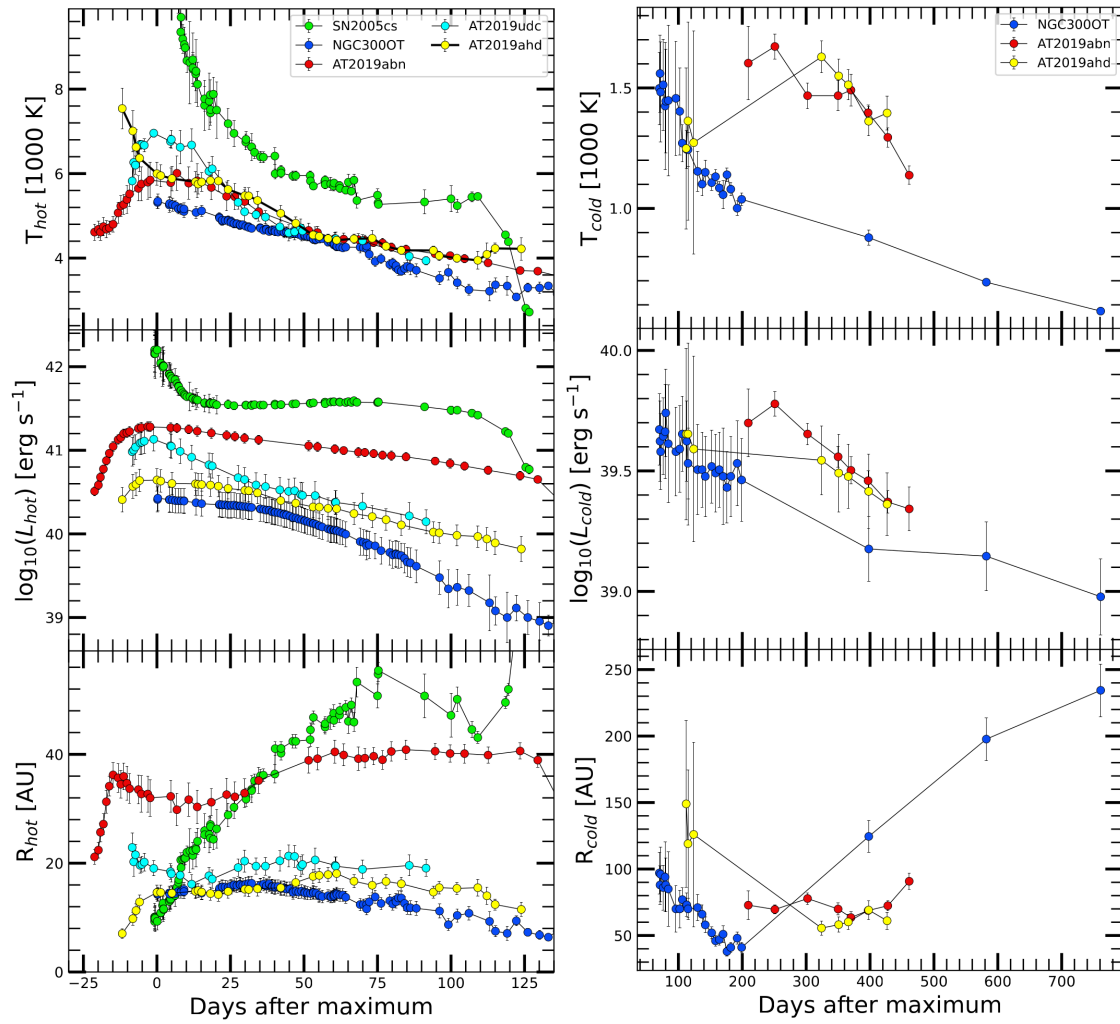 SN2005cs
NGC300OT
AT2019abn
AT2019udc
AT2019ahd
8
6
4
T_hot [1000 K]
42
41
40
39
log₁₀(L_hot) [erg s⁻¹]
40
20
0
R_hot [AU]
−25 0 25 50 75 100 125
Days after maximum
NGC300OT
AT2019abn
AT2019ahd
1.5
1.0
T_cold [1000 K]
40.0
39.5
39.0
log₁₀(L_cold) [erg s⁻¹]
250
200
150
100
50
R_cold [AU]
100 200 300 400 500 600 700
Days after maximum